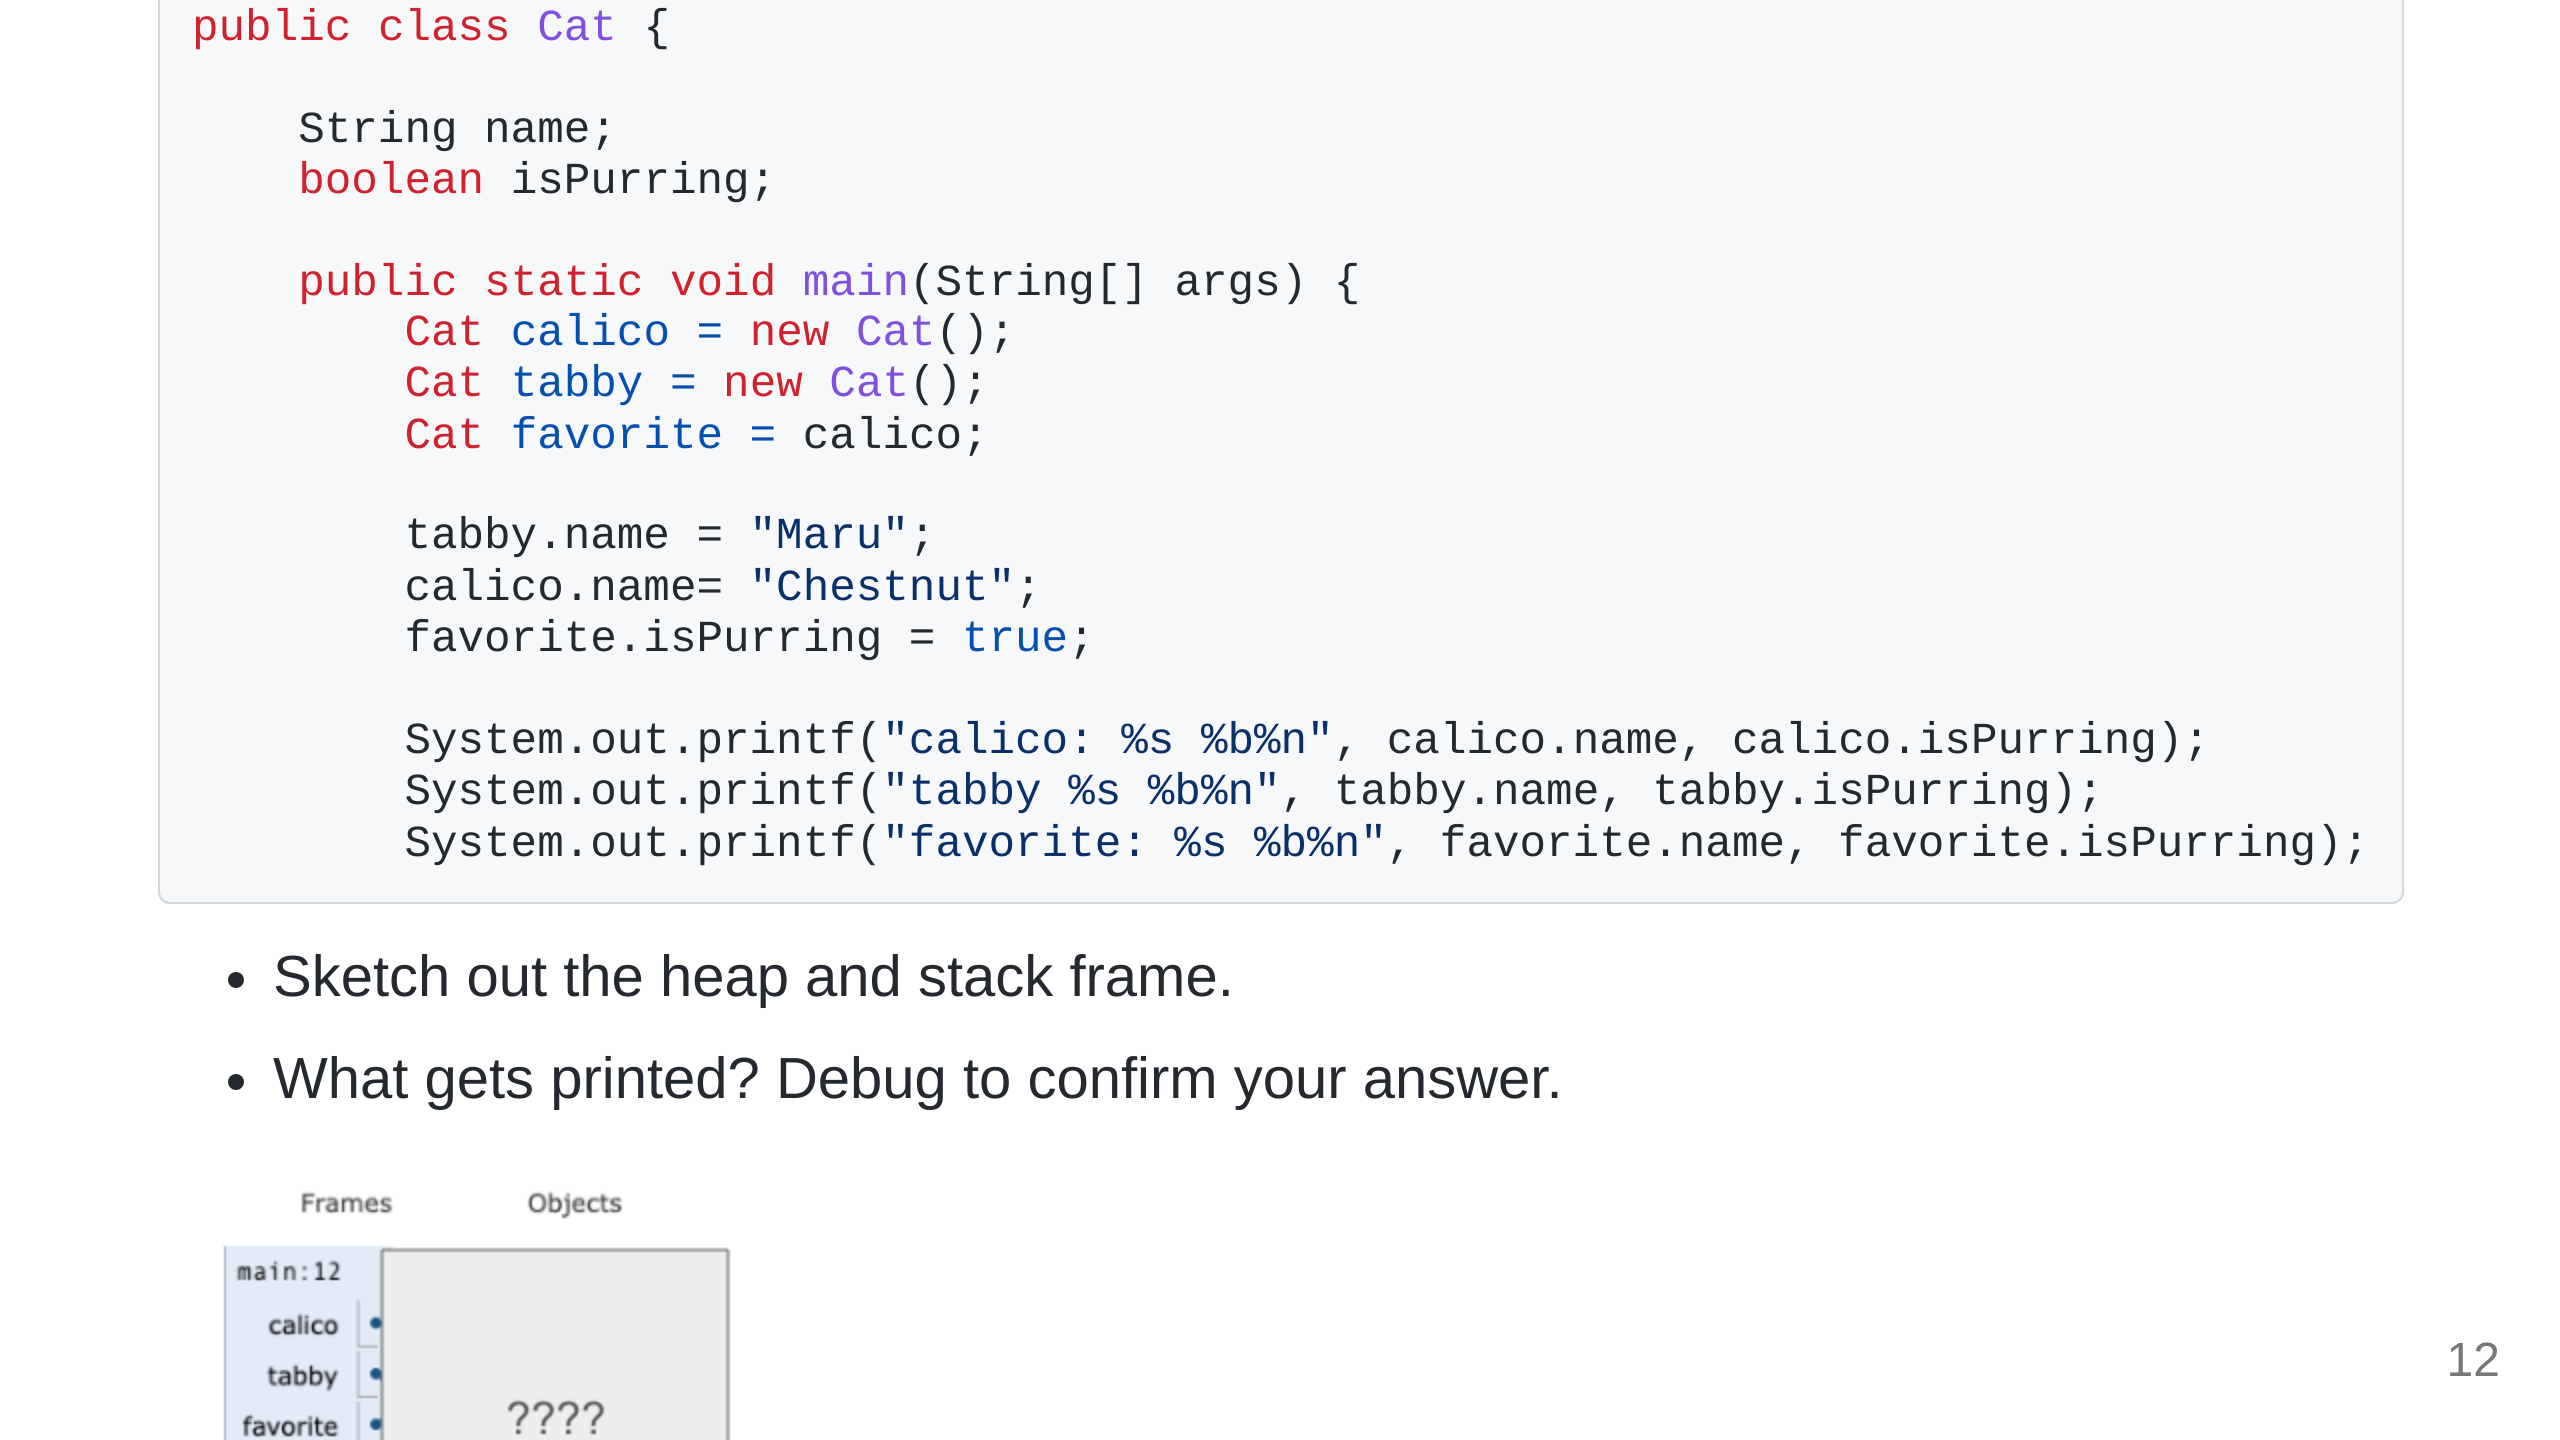 public class Cat {
String name;
boolean isPurring;
public static void main(String[] args) {
Cat calico = new Cat();
Cat tabby = new Cat();
Cat favorite = calico;
tabby.name = "Maru";
calico.name= "Chestnut";
favorite.isPurring = true;
System.out.printf("calico: %s %b%n", calico.name, calico.isPurring);
System.out.printf("tabby %s %b%n", tabby.name, tabby.isPurring);
System.out.printf("favorite: %s %b%n", favorite.name, favorite.isPurring);
• Sketch out the heap and stack frame.
• What gets printed? Debug to confirm your answer.
Frames Objects
main:12
calico
tabby
favorite
????
12